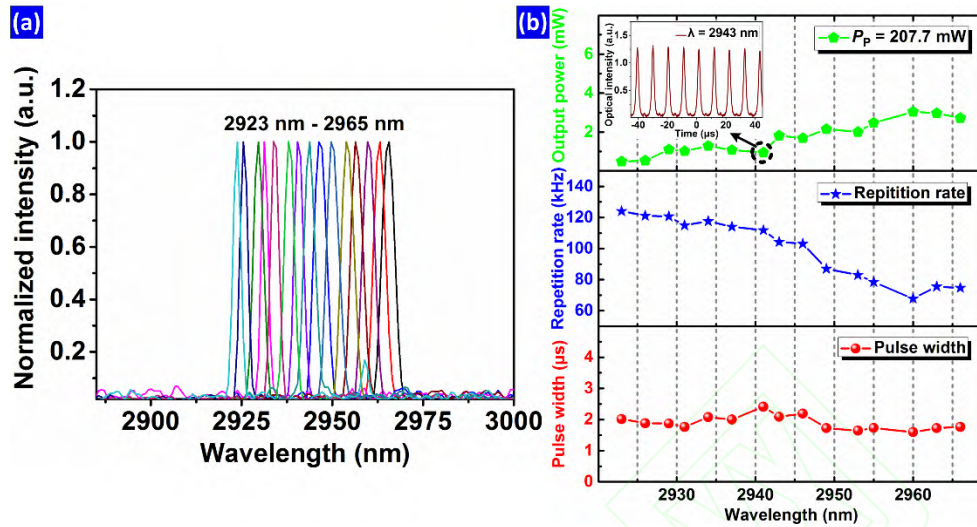 (a)
Normalized intensity (a.u.)
1.2
1.0
0.8
0.6
0.4
0.2
2923 nm - 2965 nm
2900
2925
2950
2975
3000
Wavelength (nm)
(b)
Output power (mW)
8
6
4
2
Optical intensity (a.u.)
1.5
1.0
0.5
λ = 2943 nm
-40
-20
0
20
40
Time (μs)
PP = 207.7 mW
Repetition rate (kHz)
140
120
100
80
60
Repitition rate
Pulse width (μs)
5
4
3
2
1
0
Pulse width
2930
2940
2950
2960
Wavelength (nm)